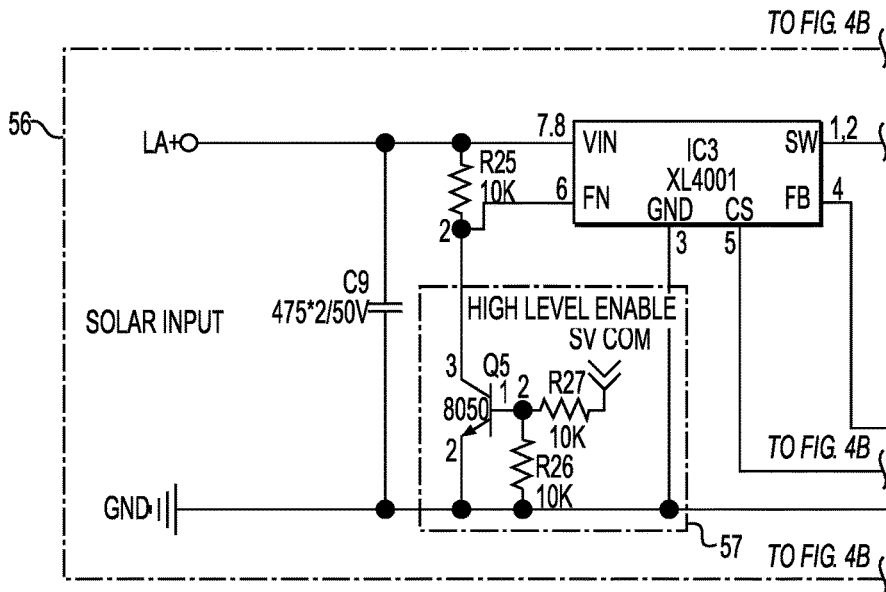 TO FIG. 4B
56
LA+
7.8
VIN
IC3
XL4001
SW
1,2
R25
10K
6
FN
GND
CS
FB
4
2
3
5
C9
475*2/50V
SOLAR INPUT
HIGH LEVEL ENABLE
SV COM
3
Q5
1
2
R27
8050
10K
2
R26
10K
TO FIG. 4B
GND
57
TO FIG. 4B